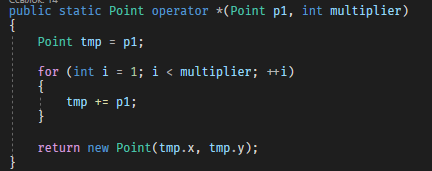 public static Point operator *(Point p1, int multiplier)
{
Point tmp = p1;
for (int i = 1; i < multiplier; ++i)
{
tmp += p1;
}
return new Point(tmp.x, tmp.y);
}